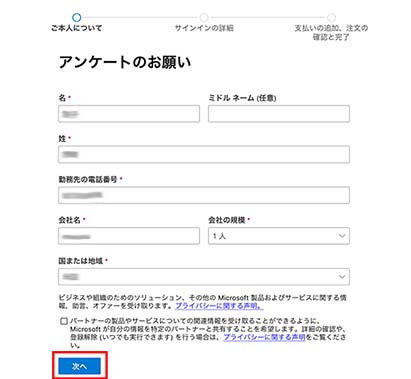 ご本人について
サインインの詳細
支払いの追加、注文の
確認と完了
アンケートのお願い
名 *
ミドル ネーム (任意)
姓 *
勤務先の電話番号 *
会社名 *
会社の規模 *
1 人
国または地域 *
ビジネスや組織のためのソリューション、その他の Microsoft 製品およびサービスに関する情
報、助言、オファーを受け取ります。プライバシーに関する声明。
パートナーの製品やサービスについての関連情報を受け取ることができるように、
Microsoft が自分の情報を特定のパートナーと共有することを希望します。詳細の確認や、
登録解除 (いつでも実行できます) を行う場合は、プライバシーに関する声明をご覧くださ
い。
次へ